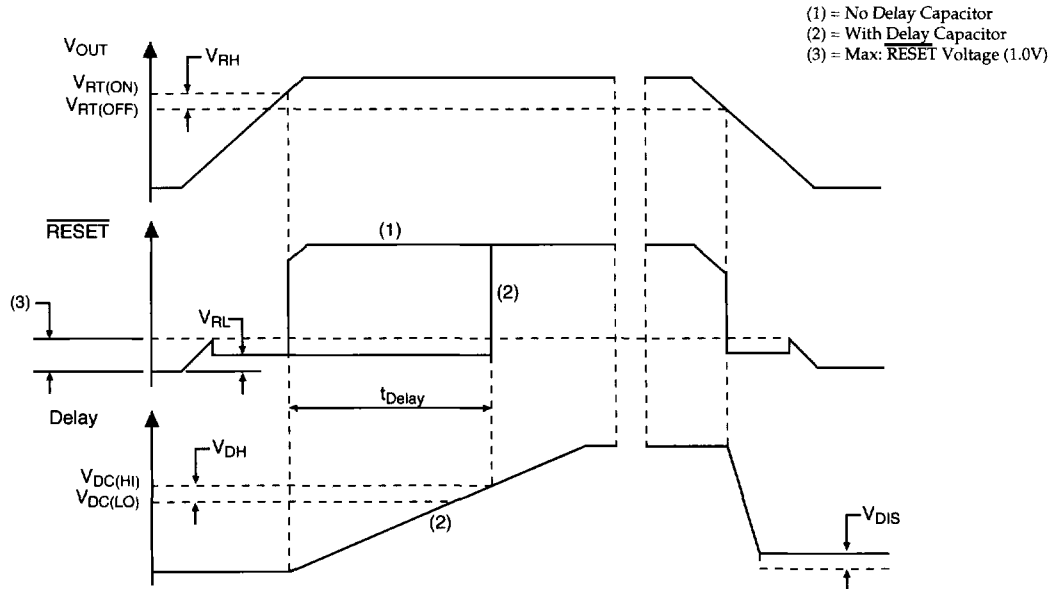 (1) = No Delay Capacitor
(2) = With Delay Capacitor
(3) = Max: RESET Voltage (1.0V)
VOUT
VRH
VRT(ON)
VRT(OFF)
RESET
(1)
(2)
(3)
VRL
tDelay
Delay
VDH
VDC(HI)
VDC(LO)
(2)
VDIS